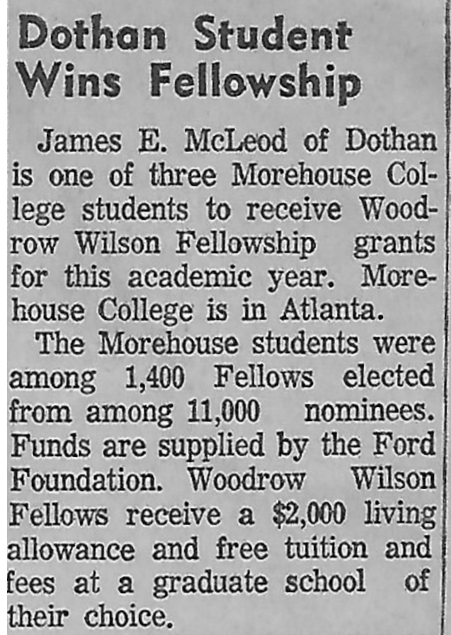 Dothan Student
Wins Fellowship
James E. McLeod of Dothan
is one of three Morehouse Col-
lege students to receive Wood-
row Wilson Fellowship grants
for this academic year. More-
house College is in Atlanta.
The Morehouse students were
among 1,400 Fellows elected
from among 11,000 nominees.
Funds are supplied by the Ford
Foundation. Woodrow Wilson
Fellows receive a $2,000 living
allowance and free tuition and
fees at a graduate school of
their choice.